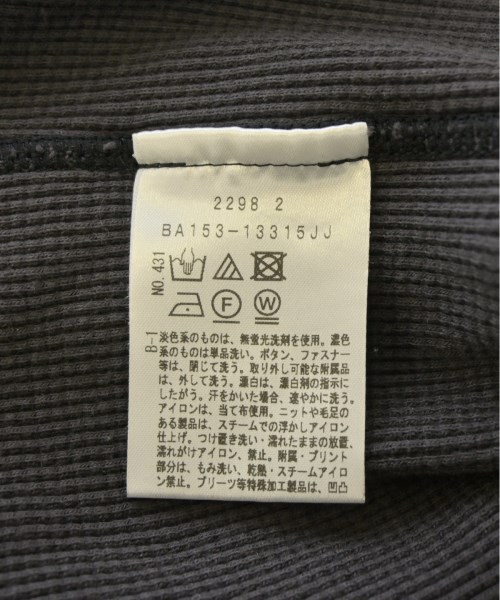 2298 2
BA153-13315JJ
NO.431
F
W
B-1
淡色系のものは、無蛍光洗剤を使用。濃色
系のものは単品洗い。ボタン、ファスナー
等は、閉じて洗う。取り外し可能な附属品
は、外して洗う。漂白は、漂白剤の指示に
したがう。汗をかいた場合、速やかに洗う。
アイロンは、当て布使用。ニットや毛足の
ある製品は、スチームでの浮かしアイロン
仕上げ。つけ置き洗い・濡れたままの放置、
濡れがけアイロン、禁止。附属・プリント
部分は、もみ洗い、乾熱・スチームアイロ
ン禁止。プリーツ等特殊加工製品は、凹凸